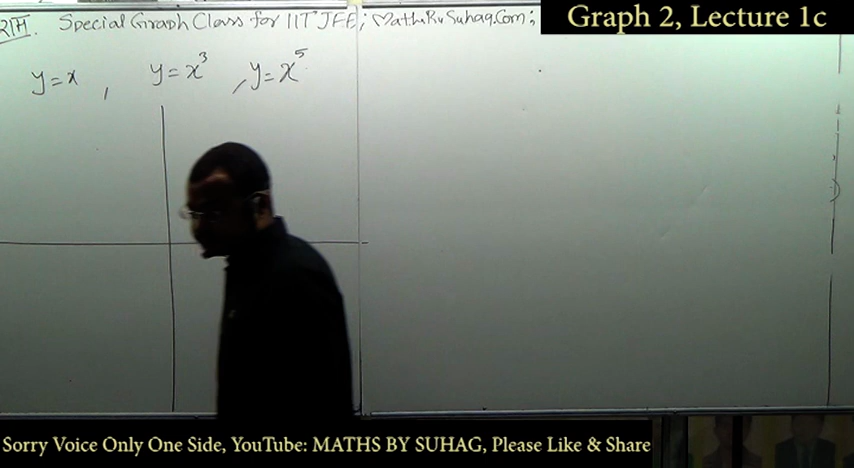 Graph 2, Lecture 1c
Special Graph Class for IIT JEE; MathsBySuhag.Com;
y=x , y=x³ , y=x⁵
Sorry Voice Only One Side, YouTube: MATHS BY SUHAG, Please Like & Share